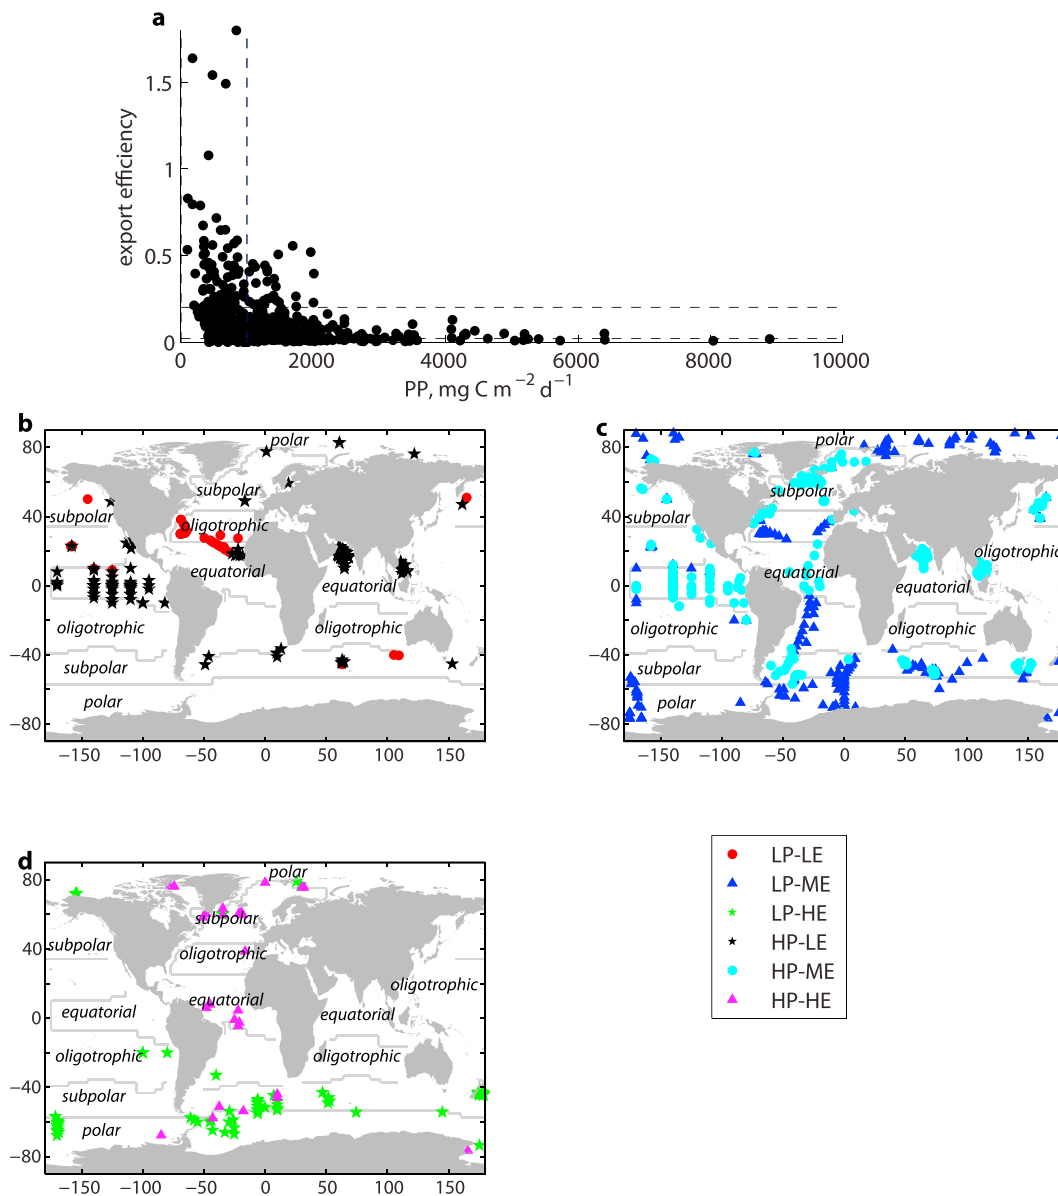 a
export efficiency
1.5
1
0.5
0
0 2000 4000 6000 8000 10000
PP, mg C m−2 d−1
b
80
40
0
−40
−80
polar
subpolar
subpolar
oligotrophic
equatorial
equatorial
oligotrophic
oligotrophic
subpolar
polar
−150 −100 −50 0 50 100 150
c
80
40
0
−40
−80
polar
subpolar
subpolar
oligotrophic
equatorial
equatorial
oligotrophic
oligotrophic
subpolar
polar
−150 −100 −50 0 50 100 150
d
80
40
0
−40
−80
polar
subpolar
subpolar
oligotrophic
oligotrophic
equatorial
equatorial
equatorial
oligotrophic
oligotrophic
subpolar
polar
−150 −100 −50 0 50 100 150
LP-LE
LP-ME
LP-HE
HP-LE
HP-ME
HP-HE